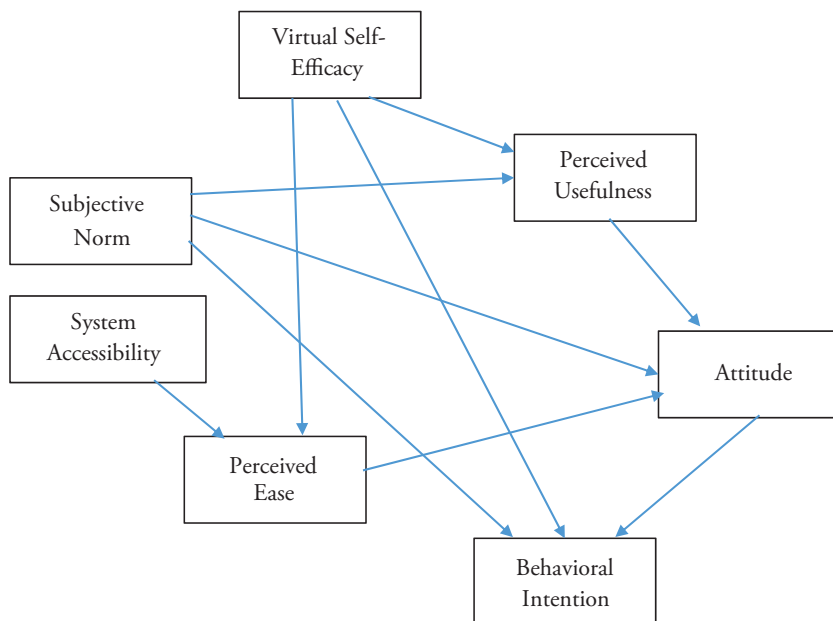 Virtual Self-
Efficacy
Perceived
Usefulness
Subjective
Norm
System
Accessibility
Attitude
Perceived
Ease
Behavioral
Intention